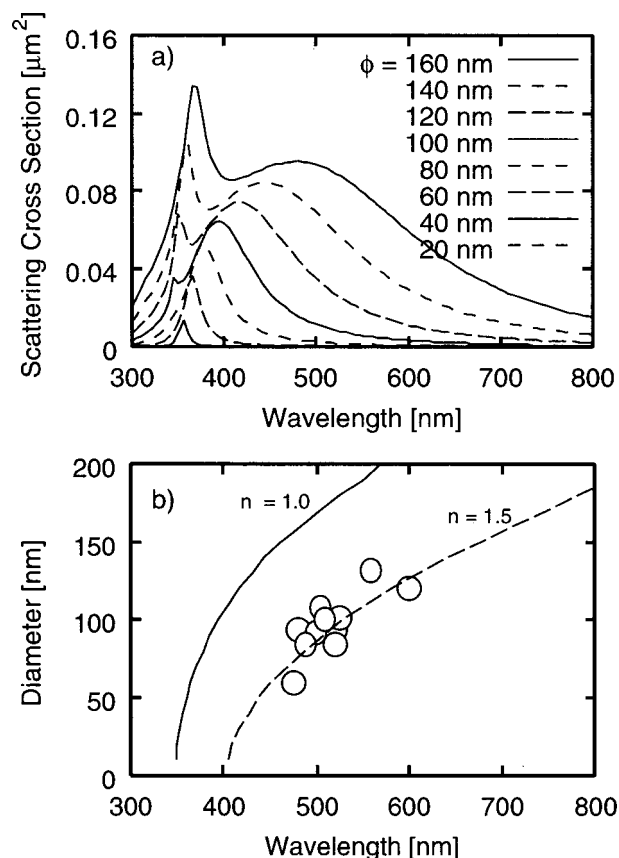 0.16
a)
ϕ = 160 nm
140 nm
0.12
120 nm
100 nm
0.08
80 nm
60 nm
0.04
40 nm
20 nm
0
300 400 500 600 700 800
Scattering Cross Section [μm²]
Wavelength [nm]
200
b)
n = 1.0
n = 1.5
150
100
50
0
300 400 500 600 700 800
Diameter [nm]
Wavelength [nm]